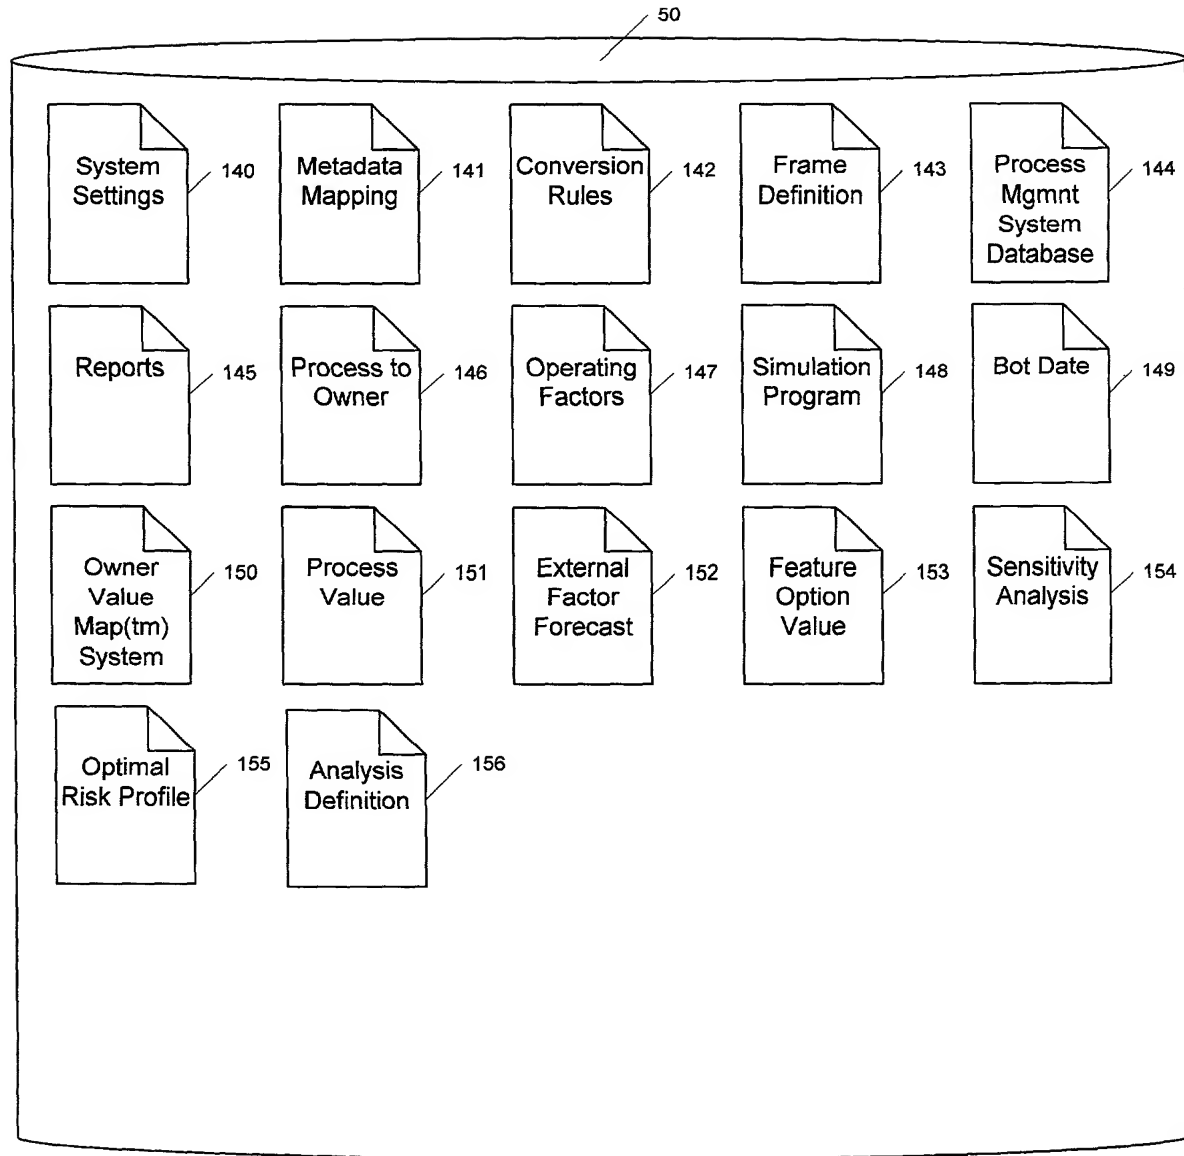 50
System
Settings
140
Metadata
Mapping
141
Conversion
Rules
142
Frame
Definition
143
Process
Mgmnt
System
Database
144
Reports
145
Process to
Owner
146
Operating
Factors
147
Simulation
Program
148
Bot Date
149
Owner
Value
Map(tm)
System
150
Process
Value
151
External
Factor
Forecast
152
Feature
Option
Value
153
Sensitivity
Analysis
154
Optimal
Risk Profile
155
Analysis
Definition
156